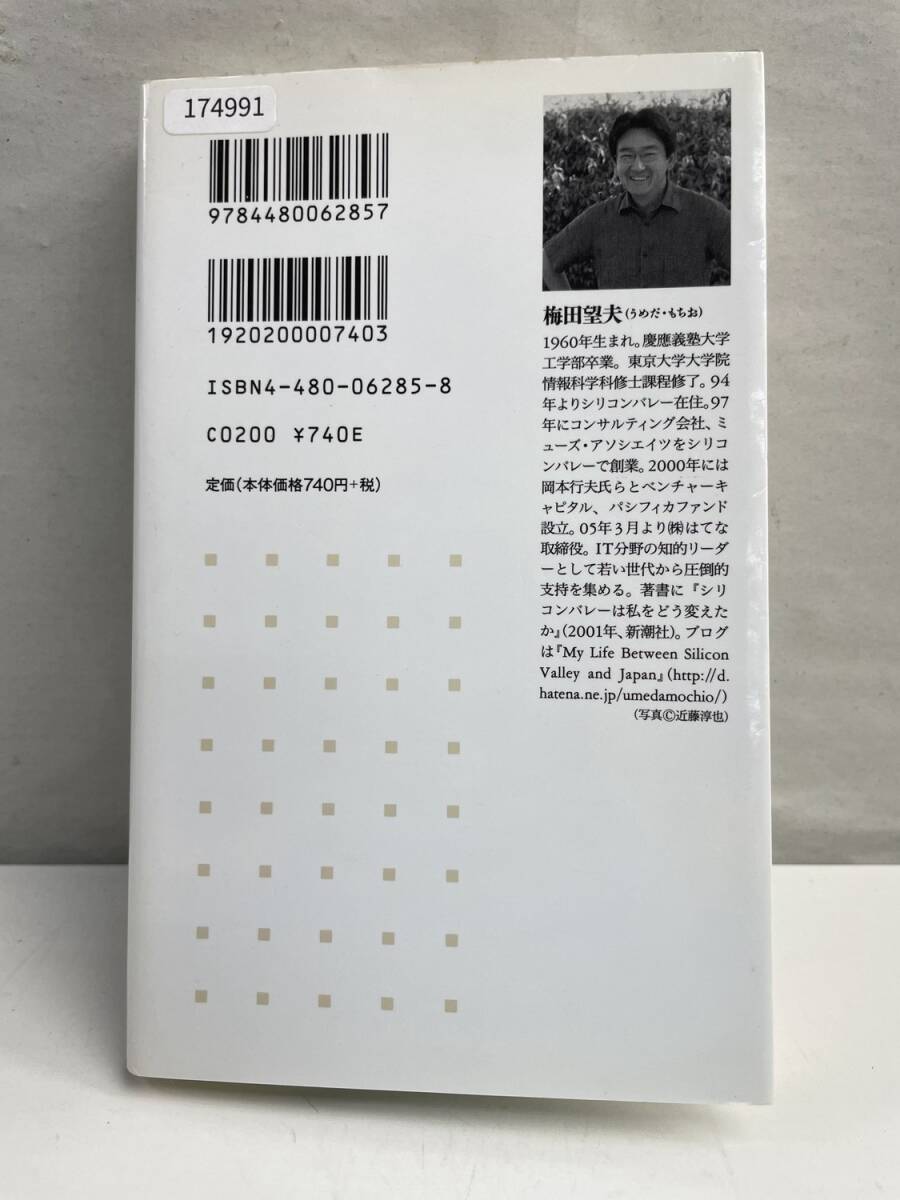 174991
9784480062857
1920200007403
ISBN4-480-06285-8
C0200 ¥740E
定価(本体価格740円+税)
梅田望夫(うめだ・もちお)
1960年生まれ。慶應義塾大学
工学部卒業。東京大学大学院
情報科学科修士課程修了。94
年よりシリコンバレー在住。97
年にコンサルティング会社、ミ
ューズ・アソシエイツをシリコ
ンバレーで創業。2000年には
岡本行夫氏らとベンチャーキ
ャピタル、パシフィカファンド
設立。05年3月より㈱はてな
取締役。IT分野の知的リーダ
ーとして若い世代から圧倒的
支持を集める。著書に『シリ
コンバレーは私をどう変えた
か』(2001年、新潮社)。ブログ
は『My Life Between Silicon
Valley and Japan』(http://d.
hatena.ne.jp/umedamochio/)
(写真©近藤淳也)